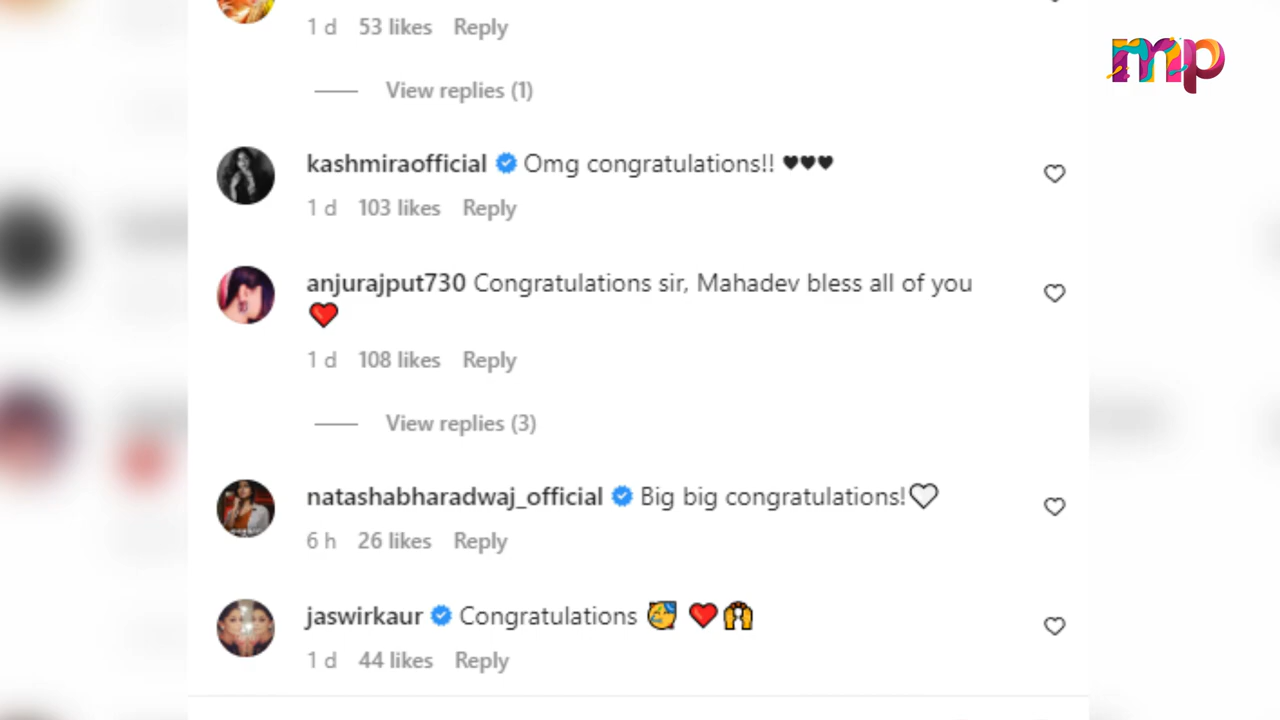 mp
1 d 53 likes Reply
View replies (1)
kashmiraofficial Omg congratulations!! ♥♥♥
1 d 103 likes Reply
anjurajput730 Congratulations sir, Mahadev bless all of you
❤️
1 d 108 likes Reply
View replies (3)
natashabharadwaj_official Big big congratulations!🤍
6 h 26 likes Reply
jaswirkaur Congratulations 🥳 ❤️🙌
1 d 44 likes Reply